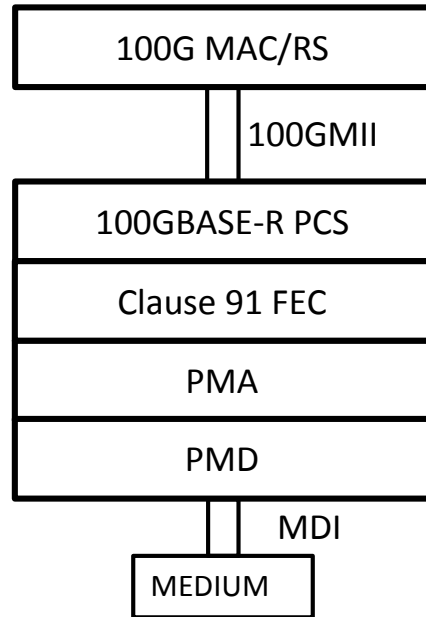 100G MAC/RS
100GMII
100GBASE-R PCS
Clause 91 FEC
PMA
PMD
MDI
MEDIUM